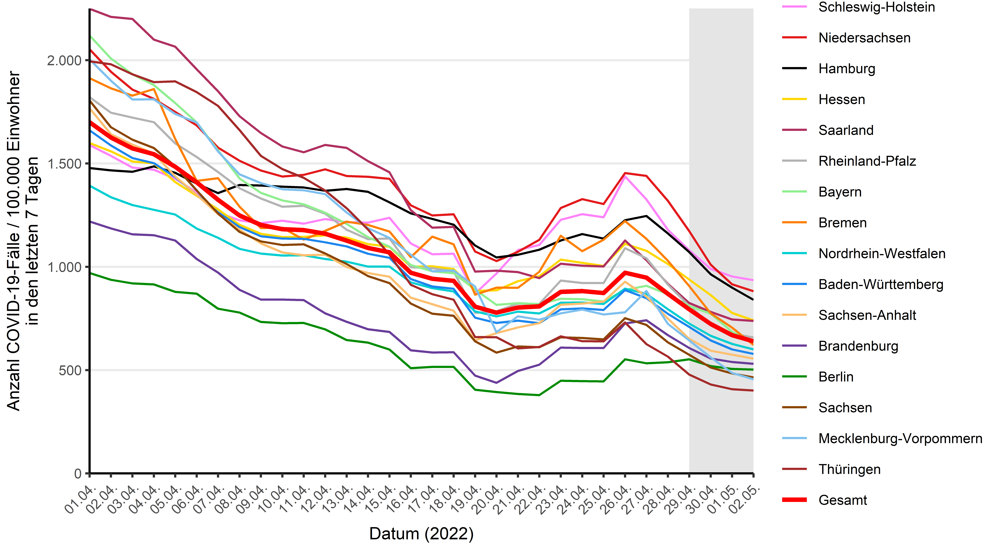 Anzahl COVID-19-Fälle / 100.000 Einwohner
in den letzten 7 Tagen
2.000
1.500
1.000
500
0
01.04.
02.04.
03.04.
04.04.
05.04.
06.04.
07.04.
08.04.
09.04.
10.04.
11.04.
12.04.
13.04.
14.04.
15.04.
16.04.
17.04.
18.04.
19.04.
20.04.
21.04.
22.04.
23.04.
24.04.
25.04.
26.04.
27.04.
28.04.
29.04.
30.04.
01.05.
02.05.
Datum (2022)
Schleswig-Holstein
Niedersachsen
Hamburg
Hessen
Saarland
Rheinland-Pfalz
Bayern
Bremen
Nordrhein-Westfalen
Baden-Württemberg
Sachsen-Anhalt
Brandenburg
Berlin
Sachsen
Mecklenburg-Vorpommern
Thüringen
Gesamt